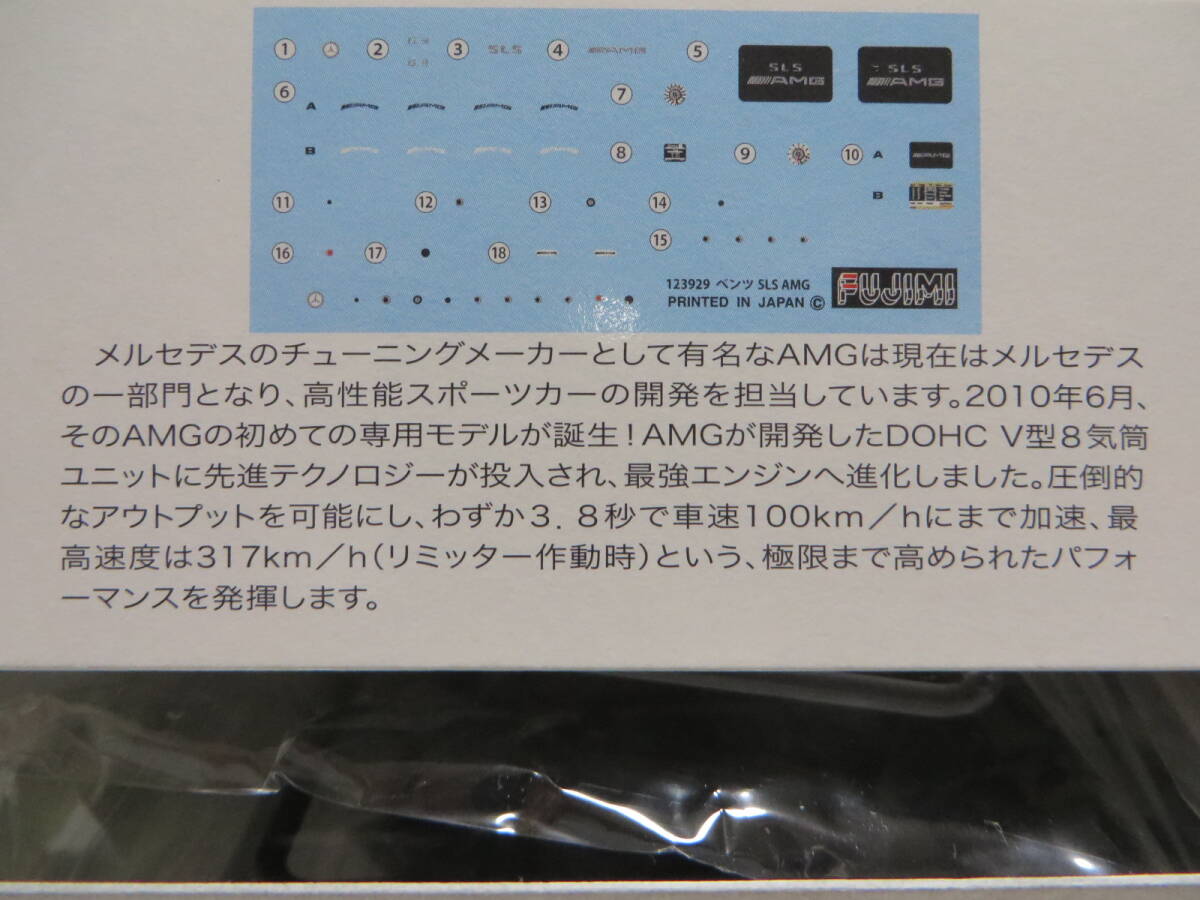 ① ② 6.3 ③ SLS ④ AMG ⑤ SLS AMG SLS AMG
6.3
⑥ A AMG AMG AMG AMG ⑦
B AMG AMG AMG AMG ⑧ ⑨ ⑩ A AMG
B
⑪ ⑫ ⑬ ⑭
⑮
⑯ ⑰ ⑱
123929 ベンツ SLS AMG
PRINTED IN JAPAN © FUJIMI
メルセデスのチューニングメーカーとして有名なAMGは現在はメルセデス
の一部門となり、高性能スポーツカーの開発を担当しています。2010年6月、
そのAMGの初めての専用モデルが誕生！AMGが開発したDOHC V型8気筒
ユニットに先進テクノロジーが投入され、最強エンジンへ進化しました。圧倒的
なアウトプットを可能にし、わずか3．8秒で車速100km／hにまで加速、最
高速度は317km／h（リミッター作動時）という、極限まで高められたパフォ
ーマンスを発揮します。